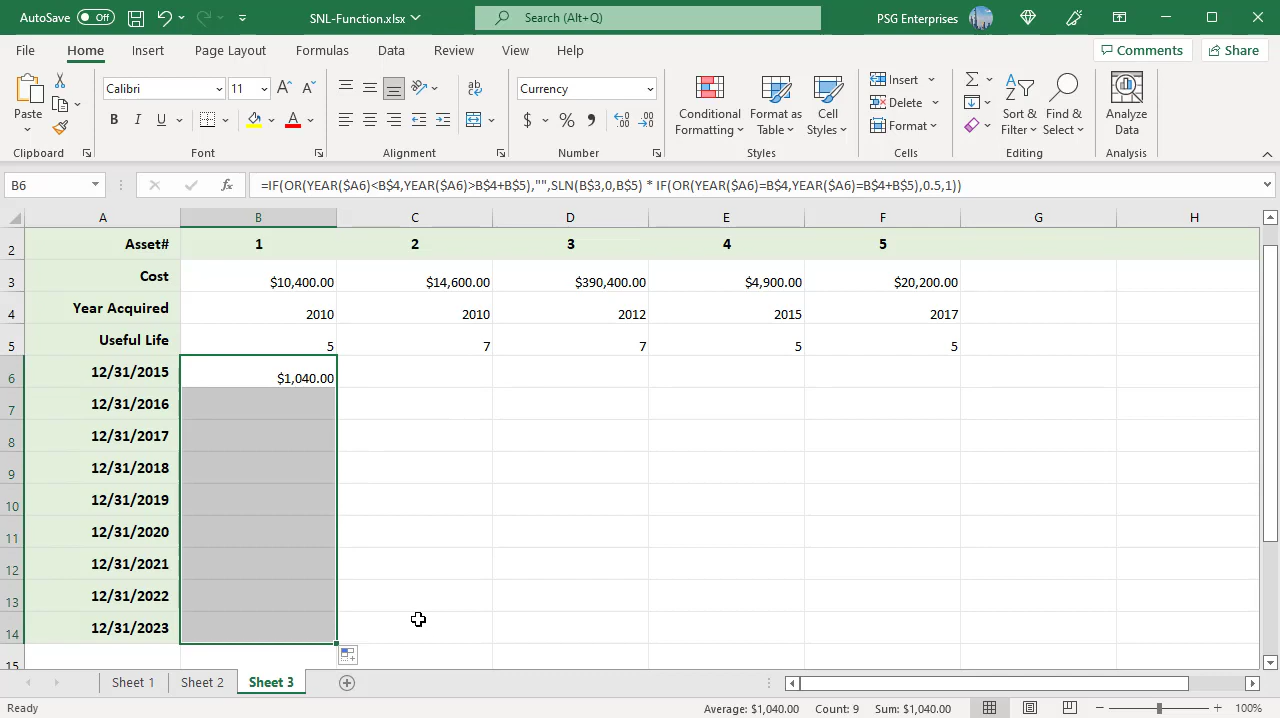 AutoSave Off SNL-Function.xlsx Search (Alt+Q) PSG Enterprises
File Home Insert Page Layout Formulas Data Review View Help Comments Share
Paste Calibri 11 A A ab Currency Conditional Formatting Format as Table Cell Styles Insert Delete Format Sort & Filter Find & Select Analyze Data
B I U A $ % 9
Clipboard Font Alignment Number Styles Cells Editing Analysis
B6 fx =IF(OR(YEAR($A6)<B$4,YEAR($A6)>B$4+B$5),"",SLN(B$3,0,B$5) * IF(OR(YEAR($A6)=B$4,YEAR($A6)=B$4+B$5),0.5,1))
A B C D E F G H
2 Asset# 1 2 3 4 5
3 Cost $10,400.00 $14,600.00 $390,400.00 $4,900.00 $20,200.00
4 Year Acquired 2010 2010 2012 2015 2017
5 Useful Life 5 7 7 5 5
6 12/31/2015 $1,040.00
7 12/31/2016
8 12/31/2017
9 12/31/2018
10 12/31/2019
11 12/31/2020
12 12/31/2021
13 12/31/2022
14 12/31/2023
15
Sheet 1 Sheet 2 Sheet 3
Ready Average: $1,040.00 Count: 9 Sum: $1,040.00 100%